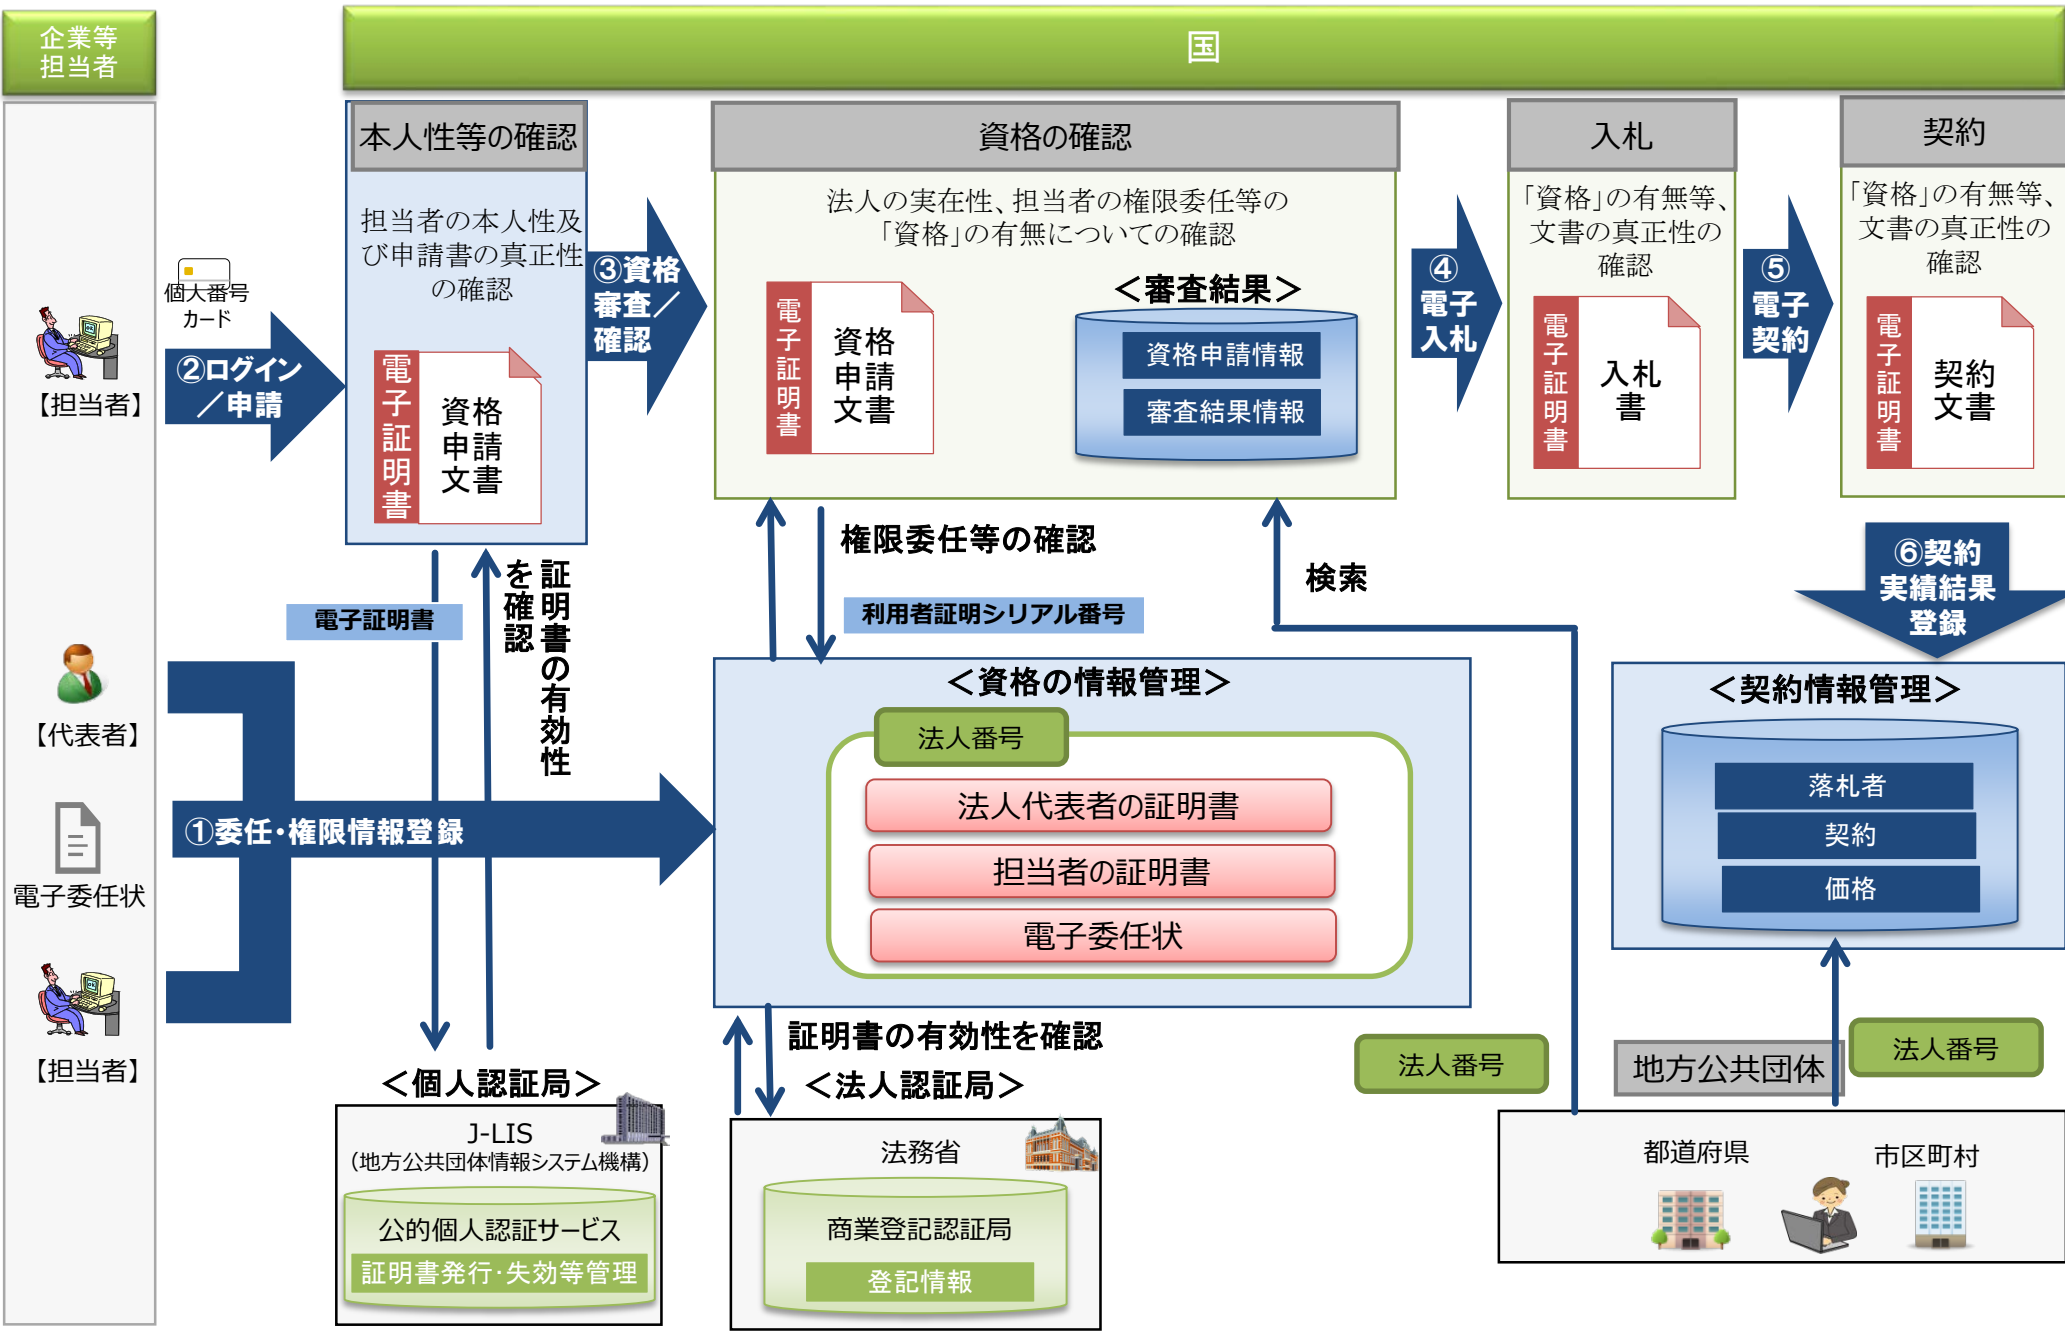 企業等
担当者
国
本人性等の確認
担当者の本人性及
び申請書の真正性
の確認
電子証明書
資格
申請
文書
③資格
審査／
確認
資格の確認
法人の実在性、担当者の権限委任等の
「資格」の有無についての確認
電子証明書
資格
申請
文書
＜審査結果＞
資格申請情報
審査結果情報
④
電子
入札
入札
「資格」の有無等、
文書の真正性の
確認
電子証明書
入札
書
⑤
電子
契約
契約
「資格」の有無等、
文書の真正性の
確認
電子証明書
契約
文書
個人番号
カード
②ログイン
／申請
【担当者】
権限委任等の確認
利用者証明シリアル番号
検索
⑥契約
実績結果
登録
電子証明書
証明書の有効性
を確認
【代表者】
電子委任状
【担当者】
①委任・権限情報登録
＜資格の情報管理＞
法人番号
法人代表者の証明書
担当者の証明書
電子委任状
＜契約情報管理＞
落札者
契約
価格
証明書の有効性を確認
＜個人認証局＞
J-LIS
（地方公共団体情報システム機構）
公的個人認証サービス
証明書発行・失効等管理
＜法人認証局＞
法務省
商業登記認証局
登記情報
法人番号
地方公共団体
法人番号
都道府県
市区町村